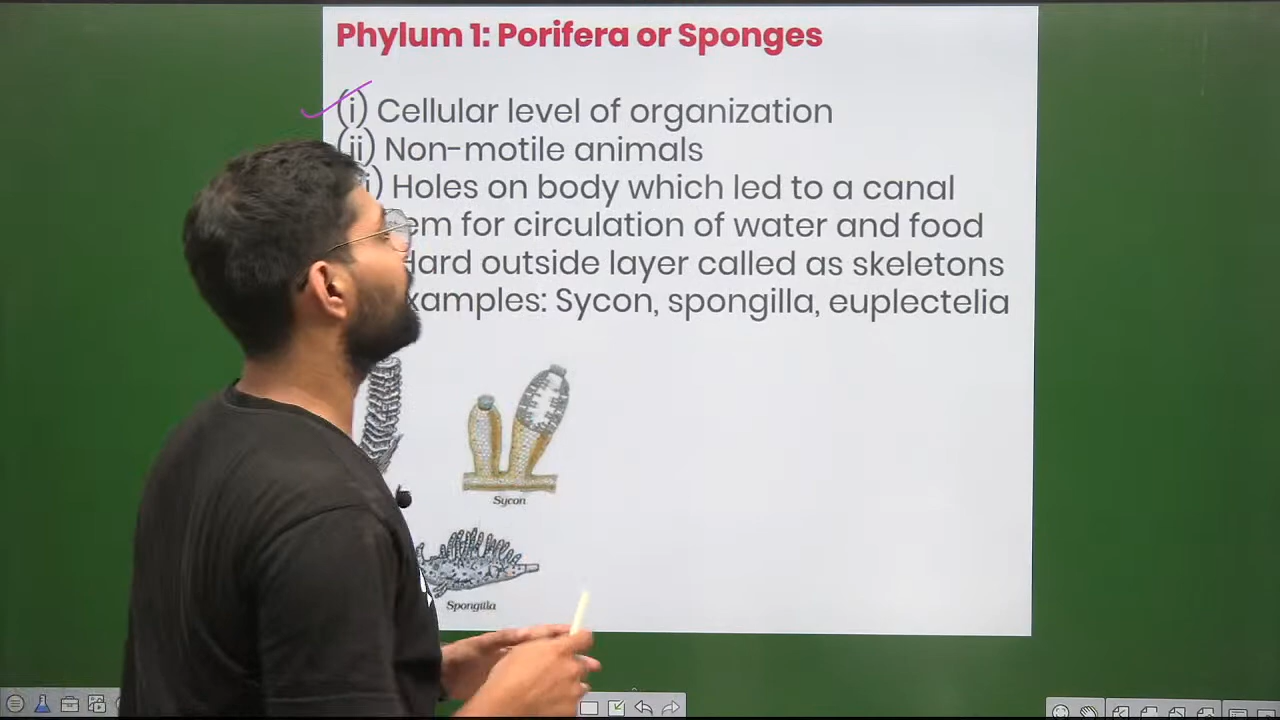 Phylum 1: Porifera or Sponges
(i) Cellular level of organization
(ii) Non-motile animals
i) Holes on body which led to a canal
em for circulation of water and food
Hard outside layer called as skeletons
xamples: Sycon, spongilla, euplectelia
Sycon
Spongilla